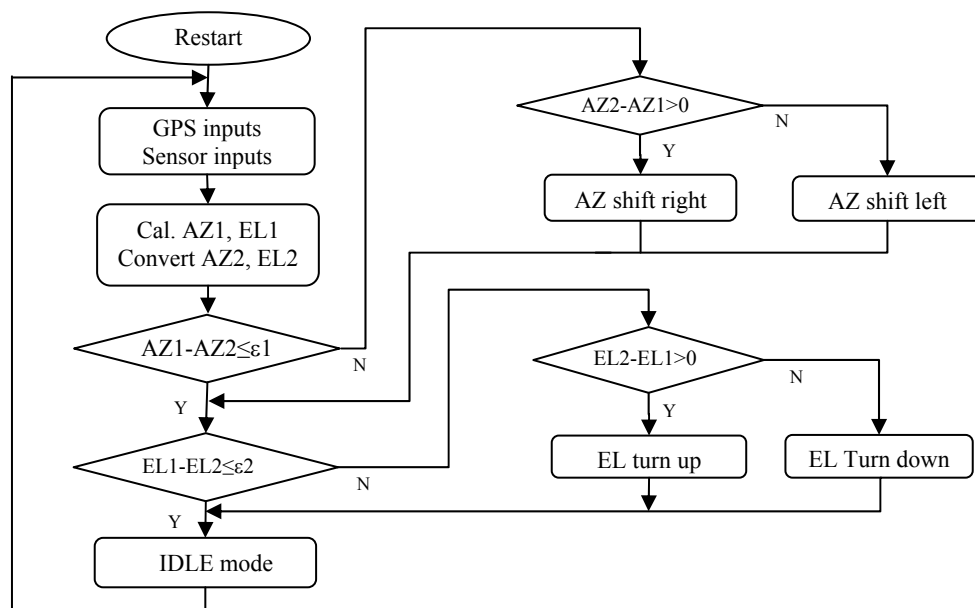 Restart
GPS inputs
Sensor inputs
Cal. AZ1, EL1
Convert AZ2, EL2
AZ1-AZ2≤ε1
N
Y
AZ2-AZ1>0
N
Y
AZ shift right
AZ shift left
EL1-EL2≤ε2
N
Y
EL2-EL1>0
N
Y
EL turn up
EL Turn down
IDLE mode